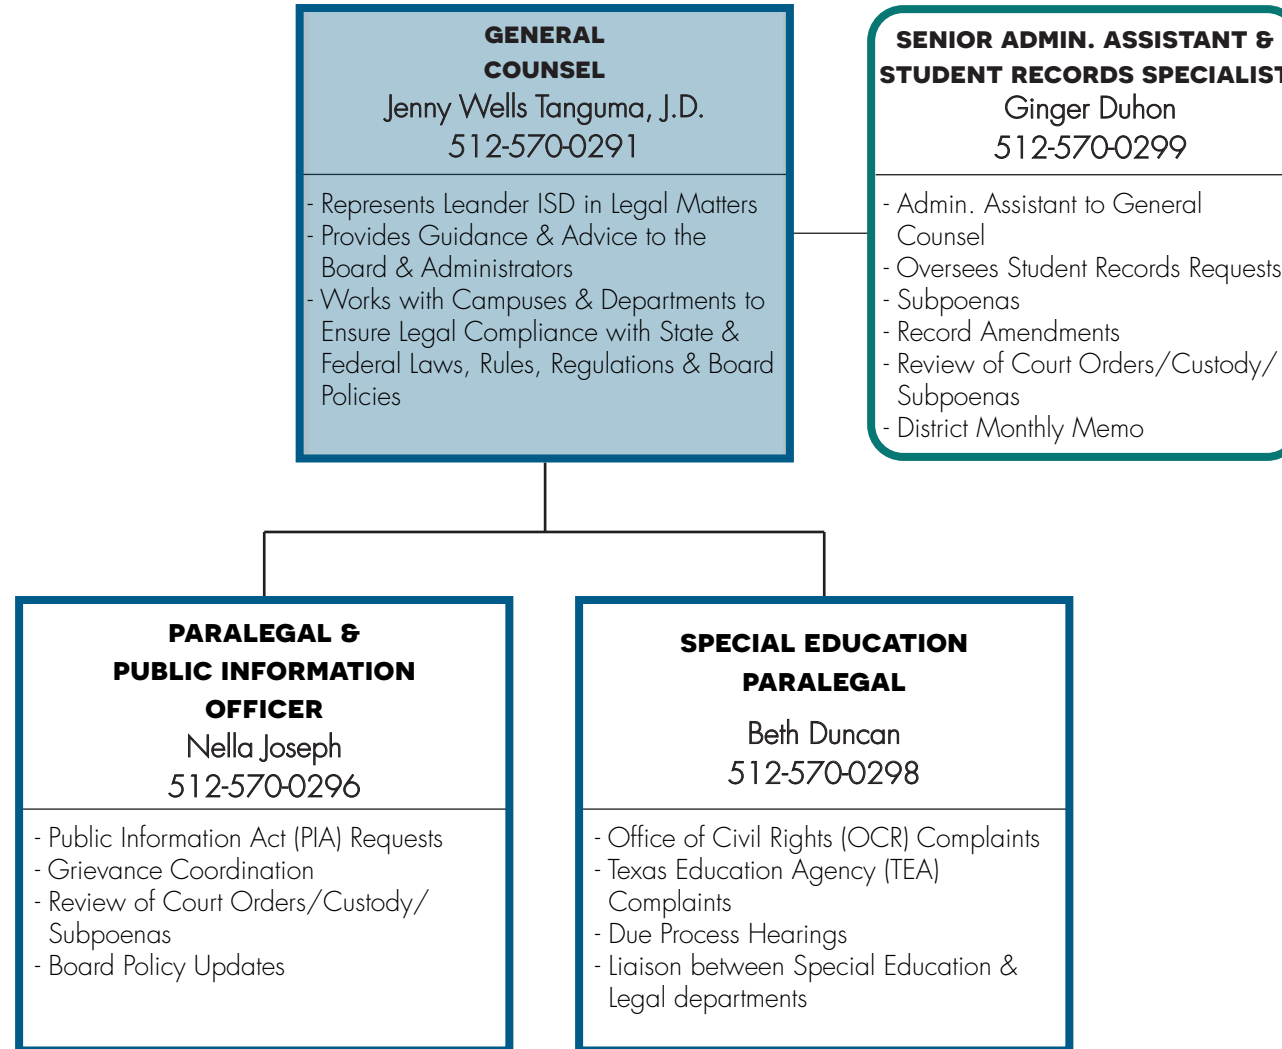 GENERAL
COUNSEL
Jenny Wells Tanguma, J.D.
512-570-0291
- Represents Leander ISD in Legal Matters
- Provides Guidance & Advice to the
Board & Administrators
- Works with Campuses & Departments to
Ensure Legal Compliance with State &
Federal Laws, Rules, Regulations & Board
Policies
SENIOR ADMIN. ASSISTANT &
STUDENT RECORDS SPECIALIST
Ginger Duhon
512-570-0299
- Admin. Assistant to General
Counsel
- Oversees Student Records Requests
- Subpoenas
- Record Amendments
- Review of Court Orders/Custody/
Subpoenas
- District Monthly Memo
PARALEGAL &
PUBLIC INFORMATION
OFFICER
Nella Joseph
512-570-0296
- Public Information Act (PIA) Requests
- Grievance Coordination
- Review of Court Orders/Custody/
Subpoenas
- Board Policy Updates
SPECIAL EDUCATION
PARALEGAL
Beth Duncan
512-570-0298
- Office of Civil Rights (OCR) Complaints
- Texas Education Agency (TEA)
Complaints
- Due Process Hearings
- Liaison between Special Education &
Legal departments